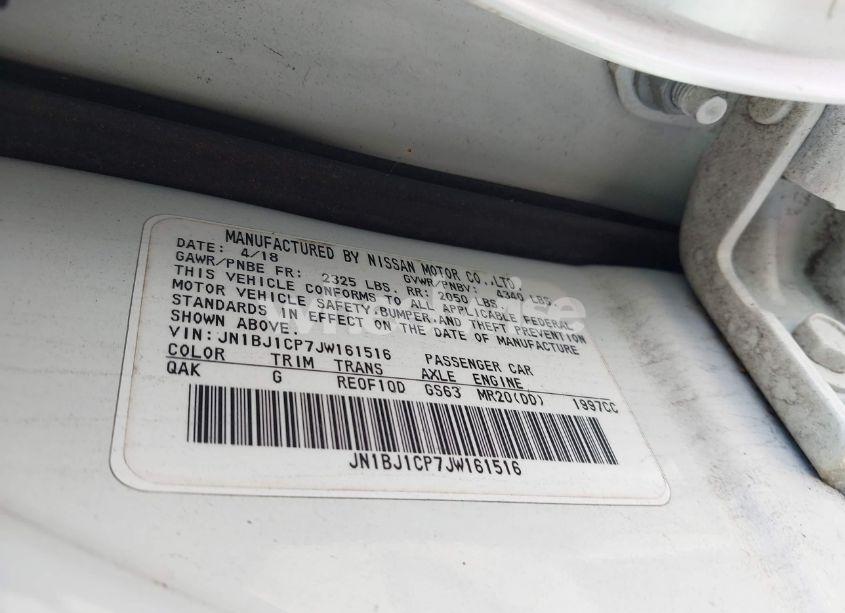 MANUFACTURED BY NISSAN MOTOR CO.,LTD.
DATE: 4/18 GVWR/PNBV: 4340 LBS.
GAWR/PNBE FR: 2325 LBS. RR: 2050 LBS.
THIS VEHICLE CONFORMS TO ALL APPLICABLE FEDERAL
MOTOR VEHICLE SAFETY,BUMPER,AND THEFT PREVENTION
STANDARDS IN EFFECT ON THE DATE OF MANUFACTURE
SHOWN ABOVE.
VIN: JN1BJ1CP7JW161516 PASSENGER CAR
COLOR TRIM TRANS AXLE ENGINE
QAK G RE0F10D GS63 MR20(DD) 1997CC
JN1BJ1CP7JW161516